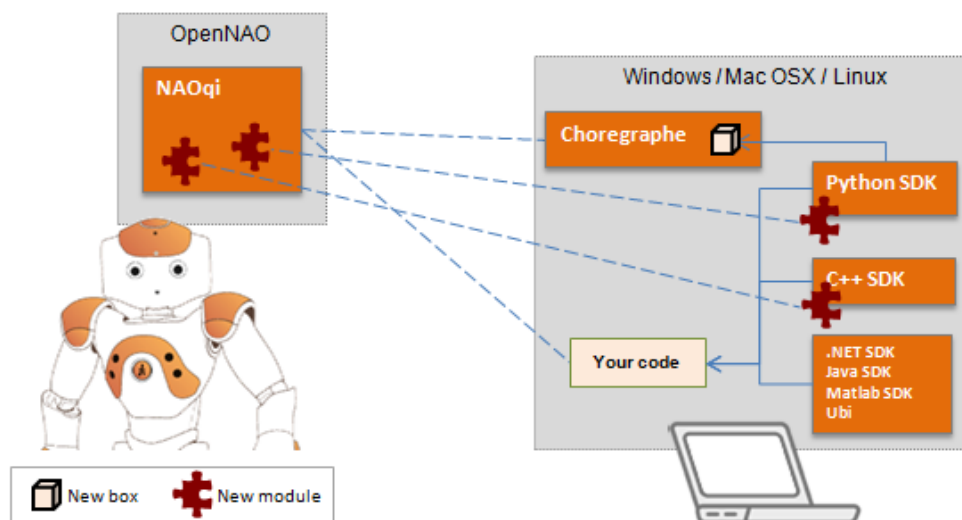 OpenNAO
NAOqi
Windows / Mac OSX / Linux
Choregraphe
Python SDK
C++ SDK
Your code
.NET SDK
Java SDK
Matlab SDK
Ubi
New box
New module